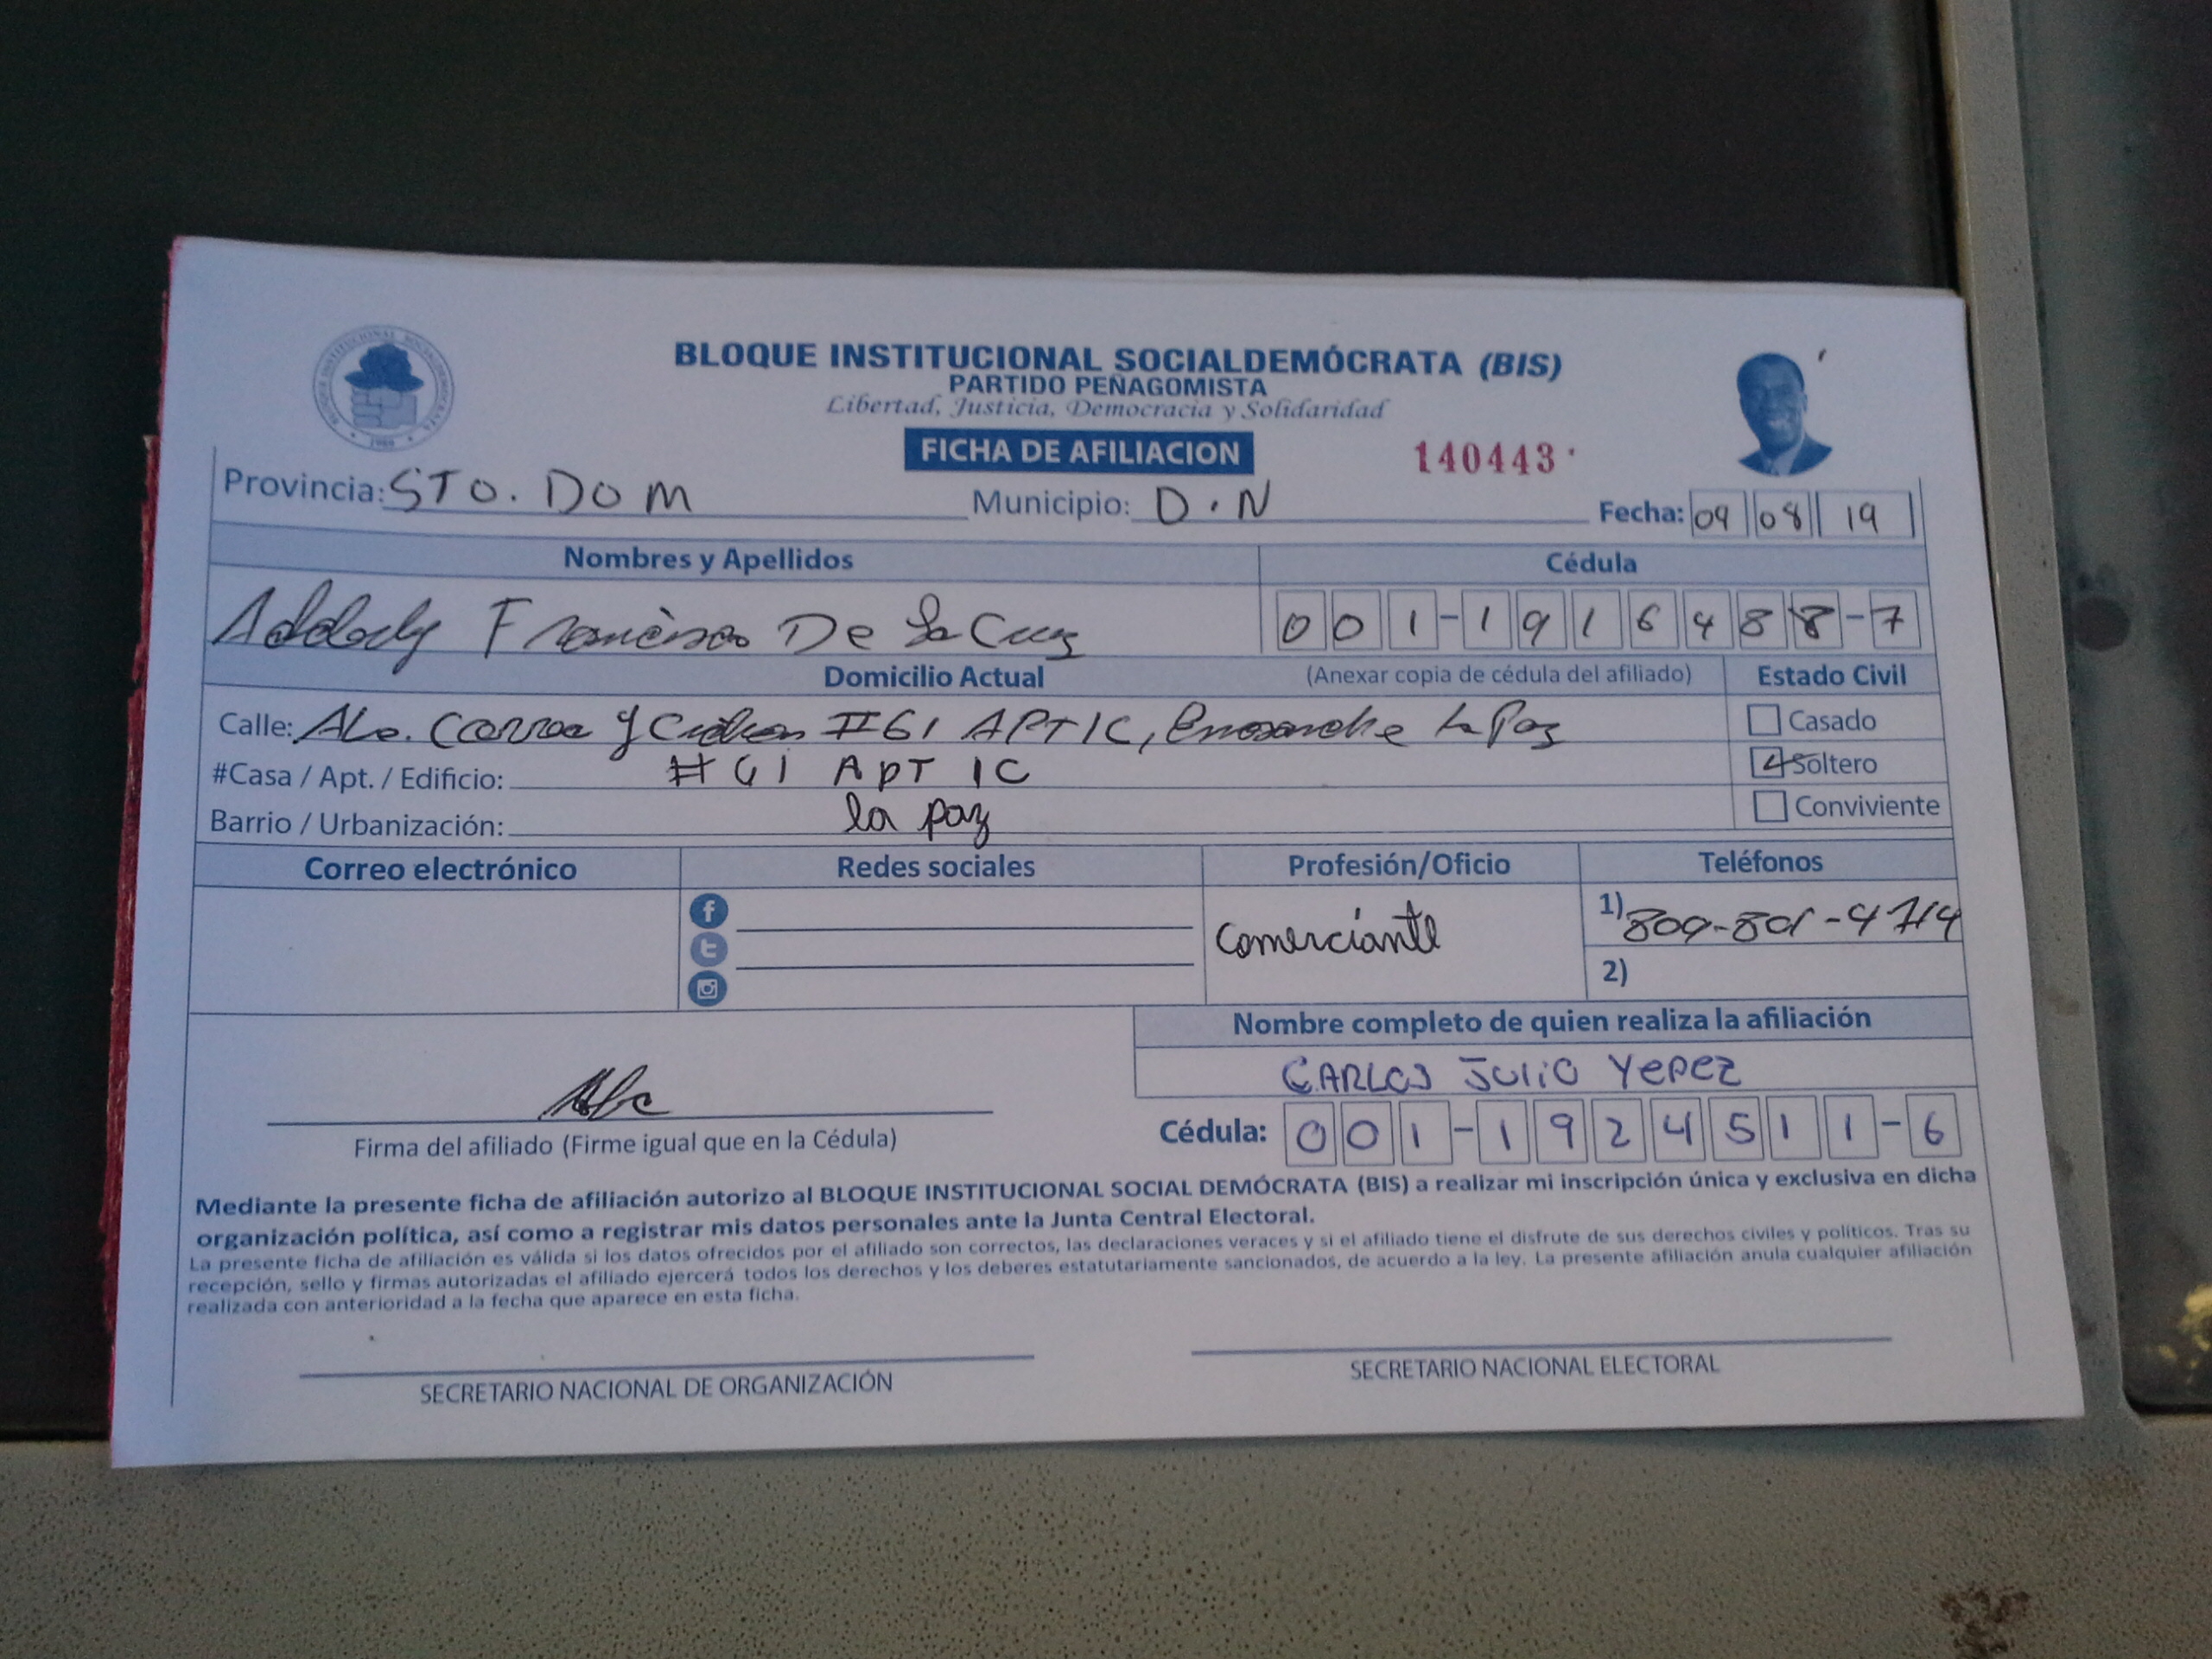 BLOQUE INSTITUCIONAL SOCIALDEMÓCRATA (BIS)
PARTIDO PEÑAGOMISTA
Libertad, Justicia, Democracia y Solidaridad
FICHA DE AFILIACION
140443
Provincia: STO. DOM Municipio: D.N Fecha: 09 08 19
Nombres y Apellidos Cédula
Francisco De La Cruz 001-1916488-7
Domicilio Actual (Anexar copia de cédula del afiliado) Estado Civil
Calle: #61 APT 1C, Ensanche La Paz Casado
#Casa / Apt. / Edificio: #61 APT 1C Soltero
Barrio / Urbanización: la paz Conviviente
Correo electrónico Redes sociales Profesión/Oficio Teléfonos
Comerciante 1) 809-801-4714
2)
Nombre completo de quien realiza la afiliación
CARLOS JULIO YEPEZ
Firma del afiliado (Firme igual que en la Cédula) Cédula: 001-1924511-6
Mediante la presente ficha de afiliación autorizo al BLOQUE INSTITUCIONAL SOCIAL DEMÓCRATA (BIS) a realizar mi inscripción única y exclusiva en dicha
organización política, así como a registrar mis datos personales ante la Junta Central Electoral.
La presente ficha de afiliación es válida si los datos ofrecidos por el afiliado son correctos, las declaraciones veraces y si el afiliado tiene el disfrute de sus derechos civiles y políticos. Tras su
recepción, sello y firmas autorizadas el afiliado ejercerá todos los derechos y los deberes estatutariamente sancionados, de acuerdo a la ley. La presente afiliación anula cualquier afiliación
realizada con anterioridad a la fecha que aparece en esta ficha.
SECRETARIO NACIONAL DE ORGANIZACIÓN SECRETARIO NACIONAL ELECTORAL